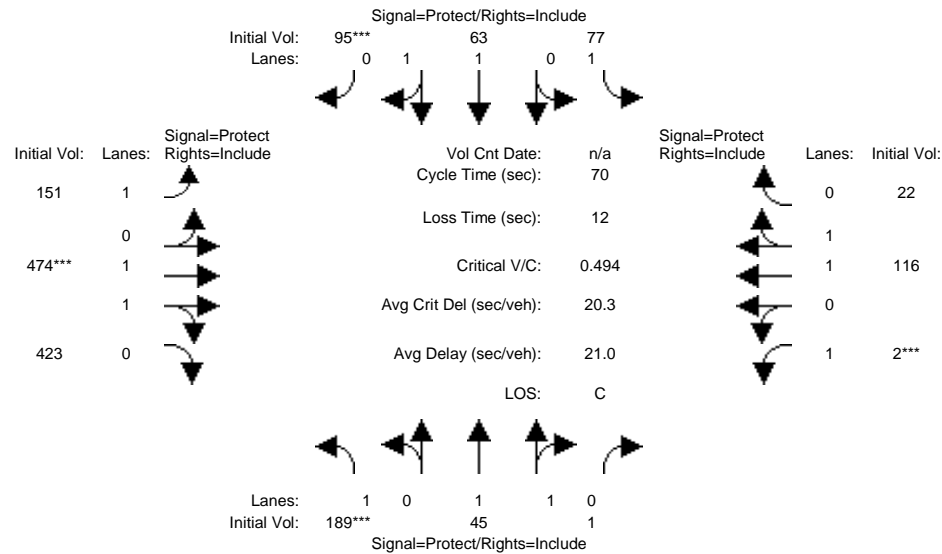 Signal=Protect/Rights=Include
Initial Vol: 95*** 63 77
Lanes: 0 1 1 0 1
Signal=Protect
Initial Vol: Lanes: Rights=Include
Vol Cnt Date: n/a
Signal=Protect
Rights=Include Lanes: Initial Vol:
Cycle Time (sec): 70
151 1
0 22
Loss Time (sec): 12
0
1
474*** 1
Critical V/C: 0.494
1 116
1
Avg Crit Del (sec/veh): 20.3
0
423 0
Avg Delay (sec/veh): 21.0
1 2***
LOS: C
Lanes: 1 0 1 1 0
Initial Vol: 189*** 45 1
Signal=Protect/Rights=Include